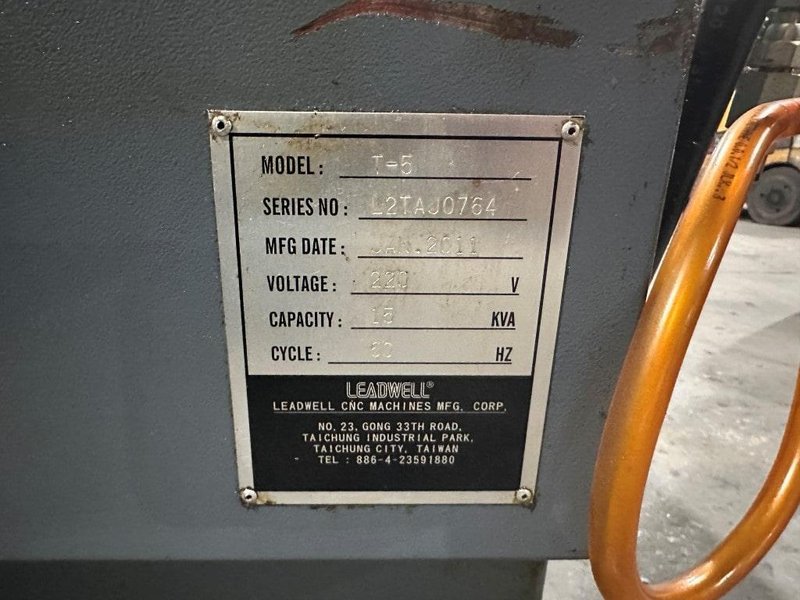 MODEL: T-5
SERIES NO: L2TAJ0764
MFG DATE: JAN.2011
VOLTAGE: 220 V
CAPACITY: 15 KVA
CYCLE: 60 HZ
LEADWELL®
LEADWELL CNC MACHINES MFG. CORP.
NO. 23, GONG 33TH ROAD,
TAICHUNG INDUSTRIAL PARK,
TAICHUNG CITY, TAIWAN
TEL : 886-4-23591880